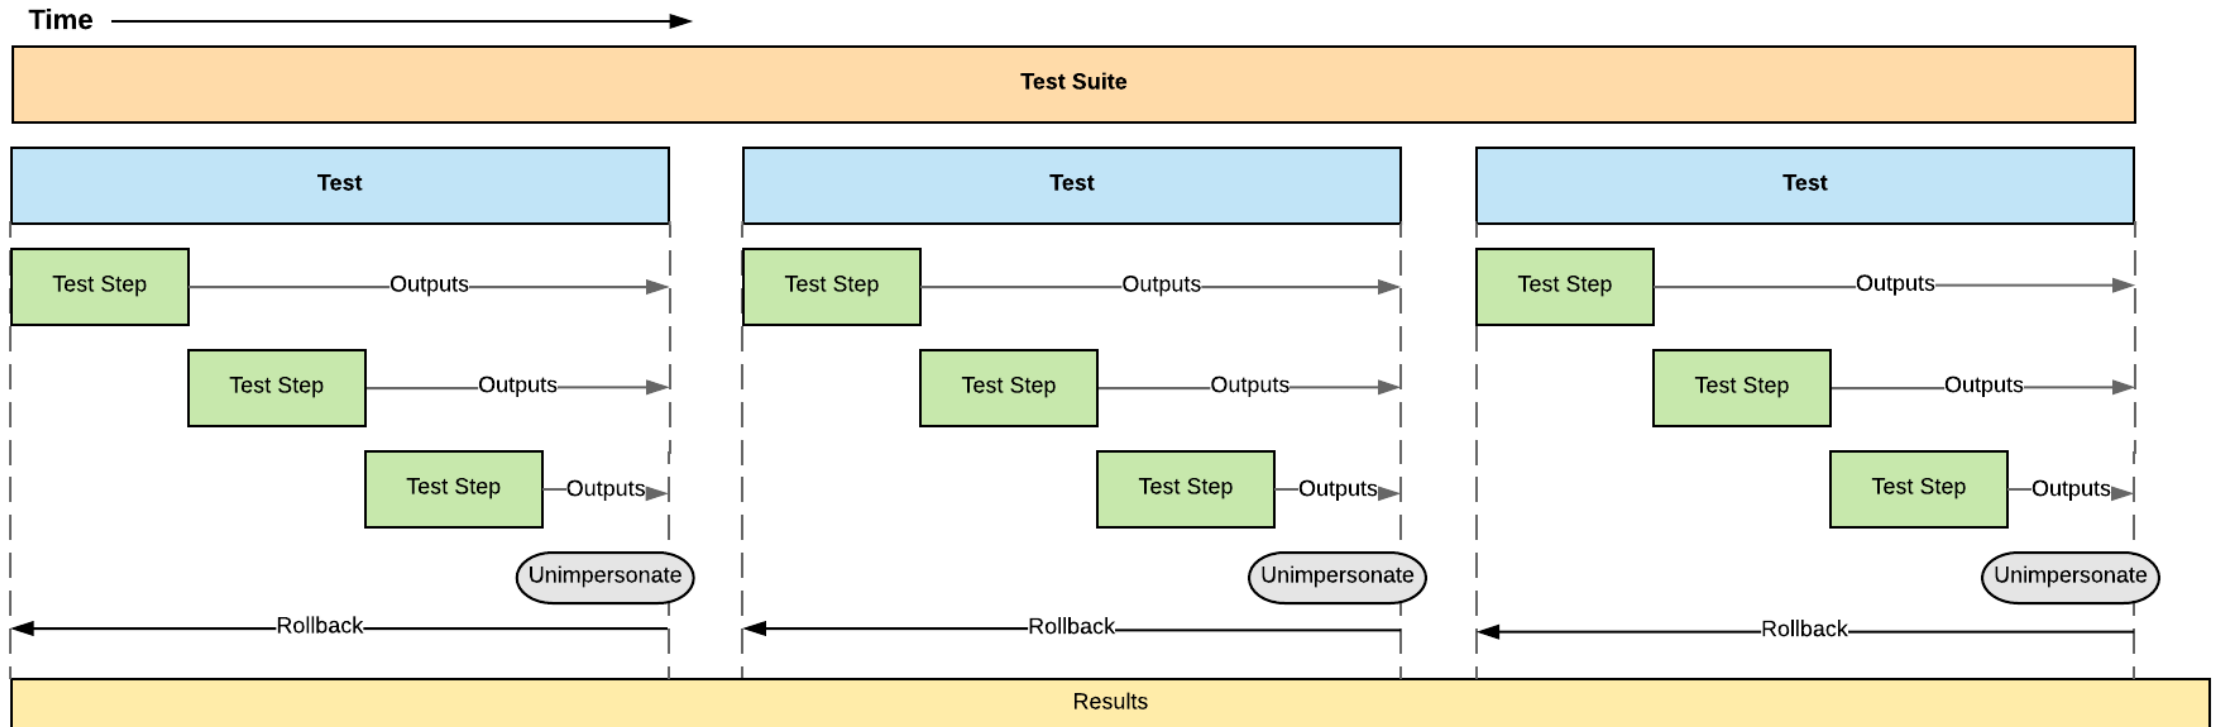 Time
Test Suite
Test
Test
Test
Test Step
Outputs
Test Step
Outputs
Test Step
Outputs
Test Step
Outputs
Test Step
Outputs
Test Step
Outputs
Test Step
Outputs
Test Step
Outputs
Test Step
Outputs
Unimpersonate
Unimpersonate
Unimpersonate
Rollback
Rollback
Rollback
Results